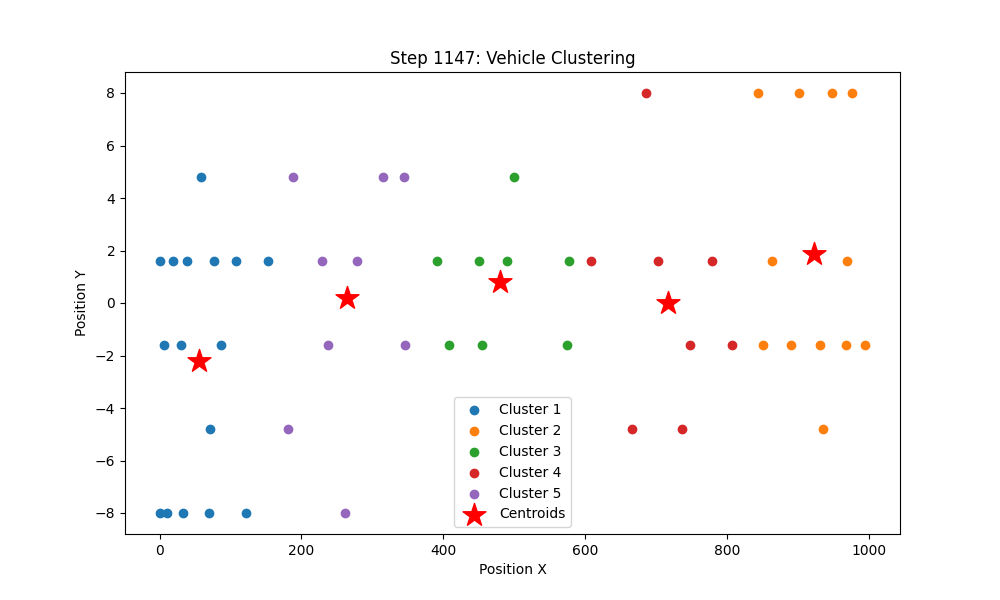 Step 1147: Vehicle Clustering
Position Y
8
6
4
2
0
−2
−4
−6
−8
Cluster 1
Cluster 2
Cluster 3
Cluster 4
Cluster 5
Centroids
0 200 400 600 800 1000
Position X